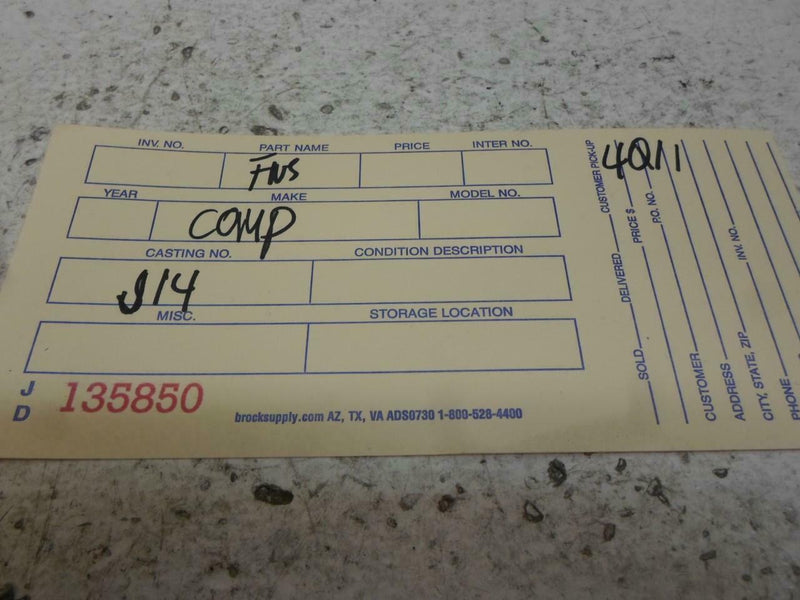 INV. NO. PART NAME PRICE INTER NO.
YEAR MAKE MODEL NO.
COMP
CASTING NO. CONDITION DESCRIPTION
J14
MISC. STORAGE LOCATION
J
D
135850
brocksupply.com AZ, TX, VA ADS0730 1-800-528-4400
4Q11
SOLD DELIVERED CUSTOMER PICK-UP
PRICE $
P.O. NO.
CUSTOMER
ADDRESS
CITY, STATE, ZIP INV. NO.
PHONE